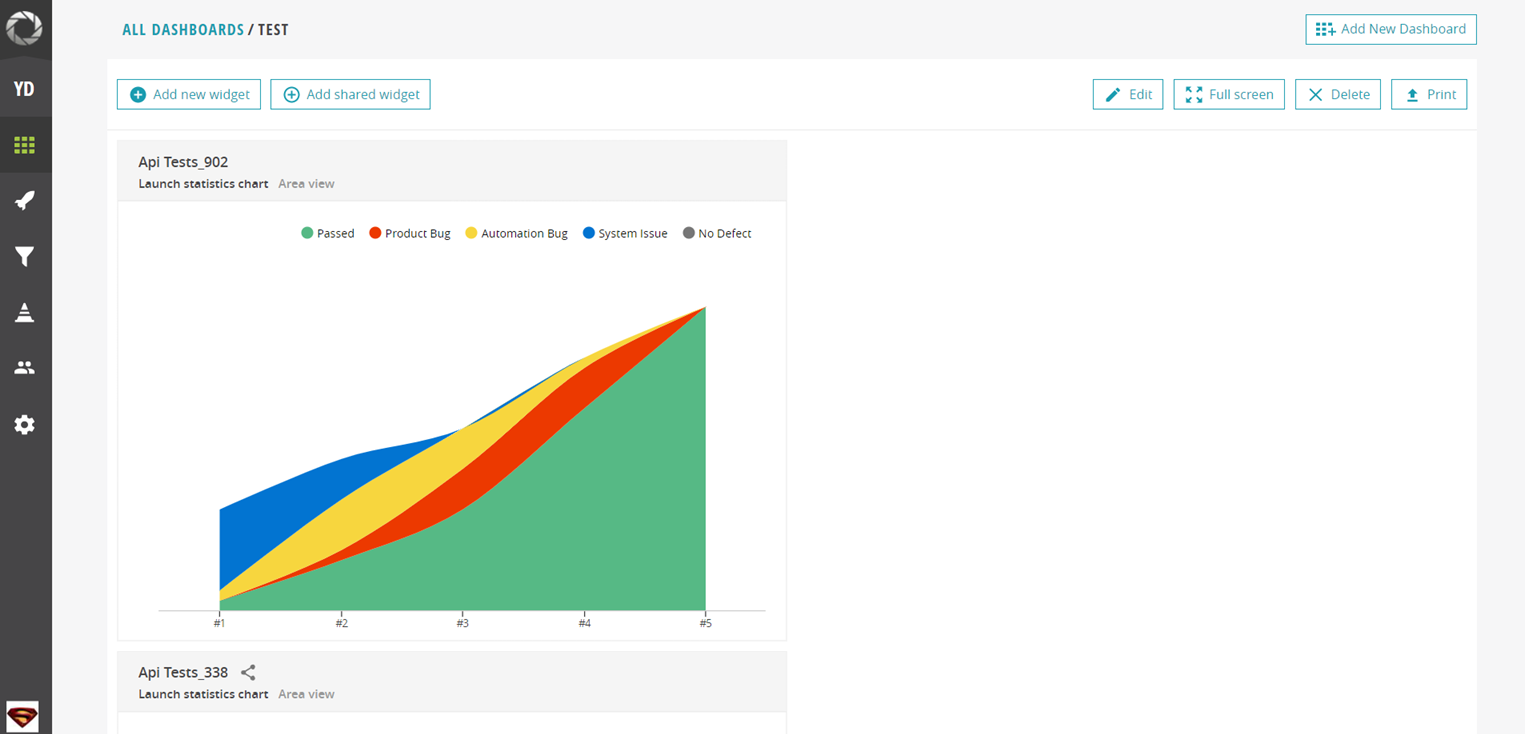 ALL DASHBOARDS / TEST
Add New Dashboard
YD
Add new widget Add shared widget Edit Full screen Delete Print
Api Tests_902
Launch statistics chart Area view
Passed Product Bug Automation Bug System Issue No Defect
#1 #2 #3 #4 #5
Api Tests_338
Launch statistics chart Area view